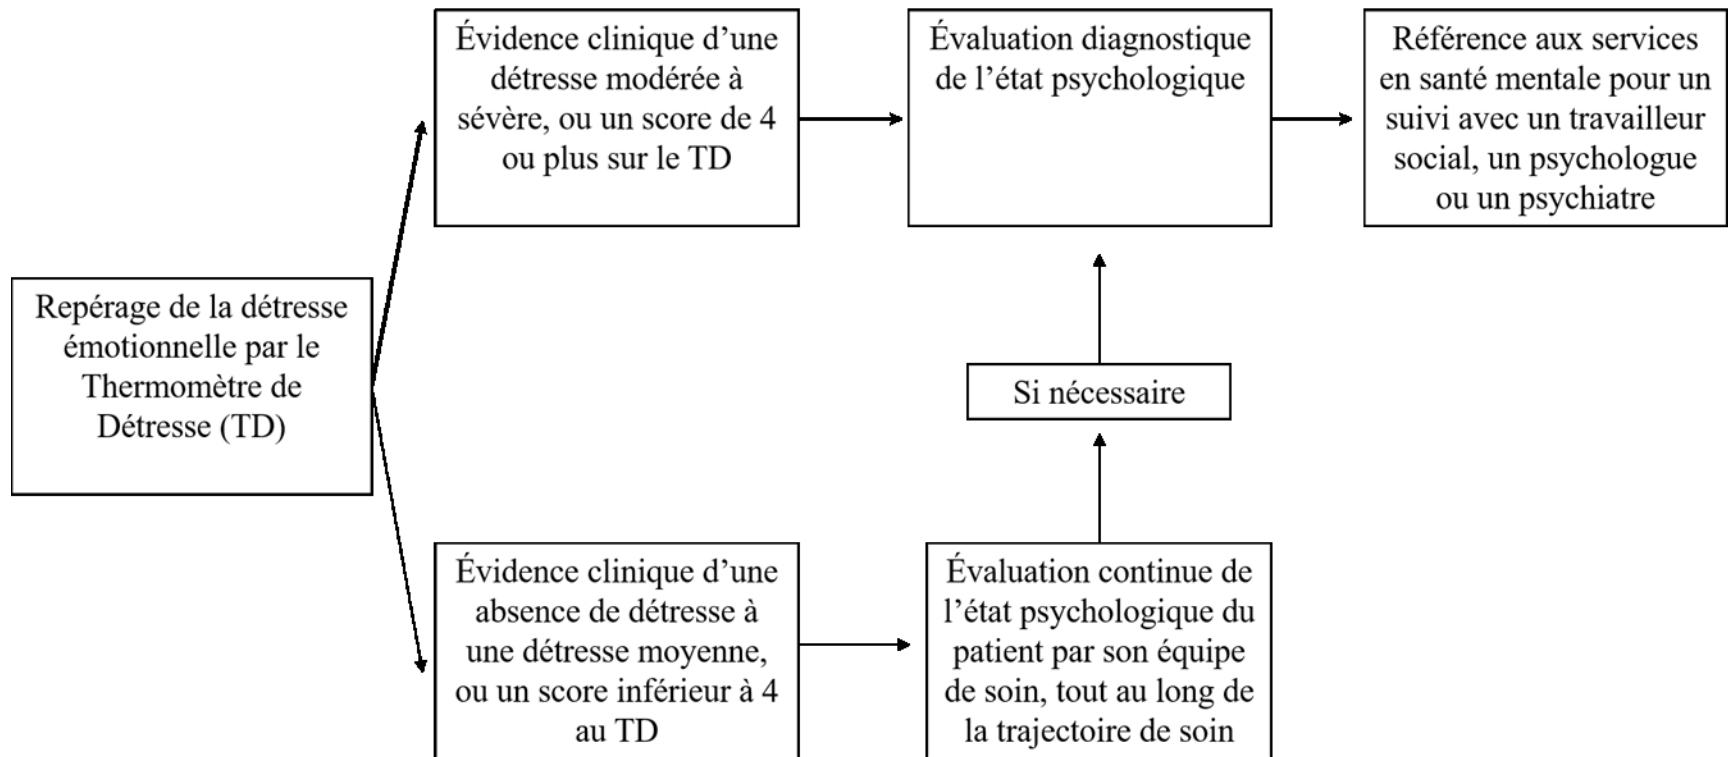 Évidence clinique d’une
détresse modérée à
sévère, ou un score de 4
ou plus sur le TD
Évaluation diagnostique
de l’état psychologique
Référence aux services
en santé mentale pour un
suivi avec un travailleur
social, un psychologue
ou un psychiatre
Repérage de la détresse
émotionnelle par le
Thermomètre de
Détresse (TD)
Si nécessaire
Évidence clinique d’une
absence de détresse à
une détresse moyenne,
ou un score inférieur à 4
au TD
Évaluation continue de
l’état psychologique du
patient par son équipe
de soin, tout au long de
la trajectoire de soin